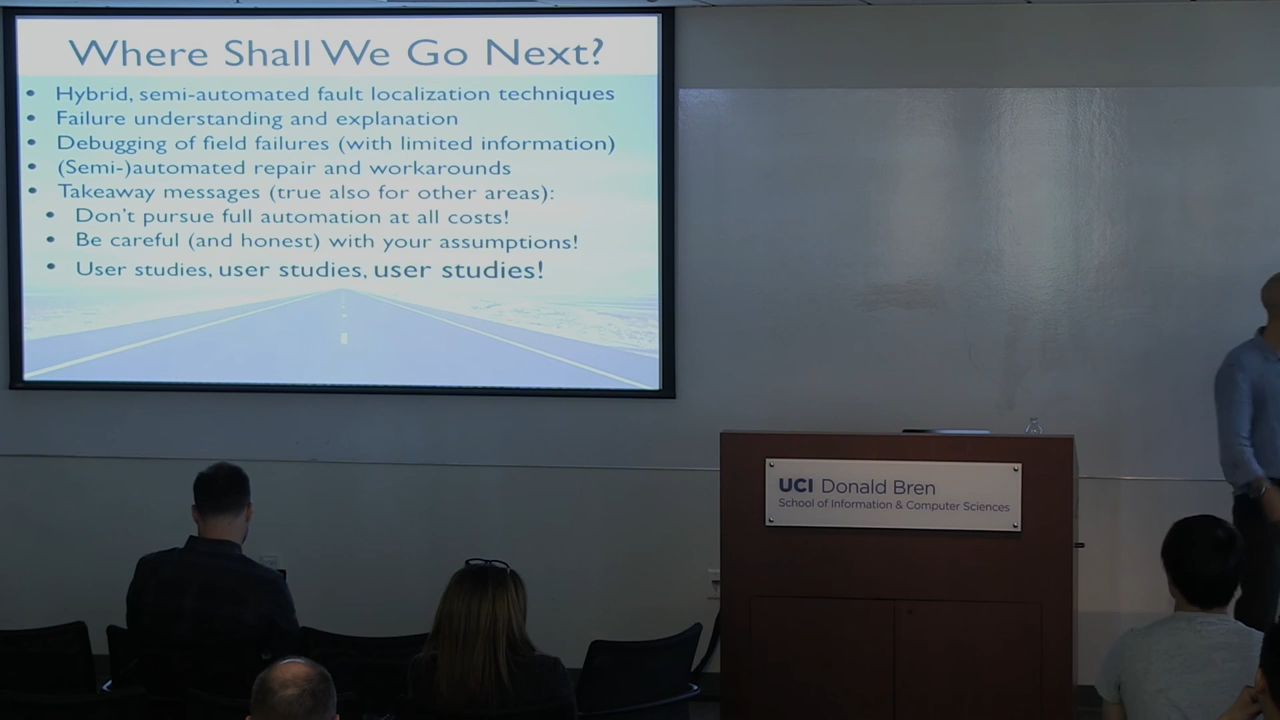 Where Shall We Go Next?
• Hybrid, semi-automated fault localization techniques
• Failure understanding and explanation
• Debugging of field failures (with limited information)
• (Semi-)automated repair and workarounds
• Takeaway messages (true also for other areas):
• Don't pursue full automation at all costs!
• Be careful (and honest) with your assumptions!
• User studies, user studies, user studies!
UCI Donald Bren
School of Information & Computer Sciences